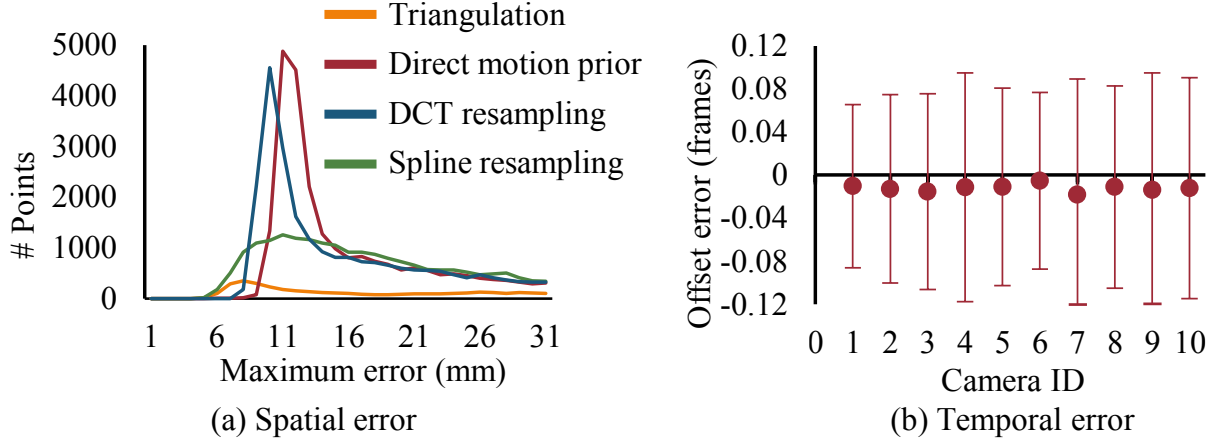 Triangulation
Direct motion prior
DCT resampling
Spline resampling
5000
4000
3000
2000
1000
0
# Points
1 6 11 16 21 26 31
Maximum error (mm)
(a) Spatial error
0.12
0.08
0.04
0
-0.04
-0.08
-0.12
Offset error (frames)
0 1 2 3 4 5 6 7 8 9 10
Camera ID
(b) Temporal error